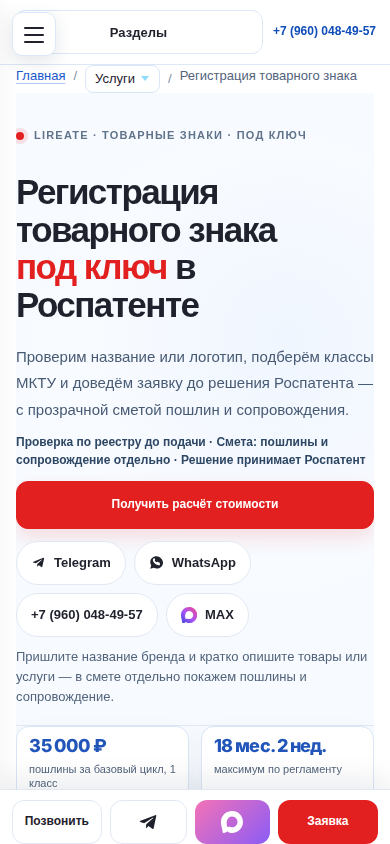 Разделы
+7 (960) 048-49-57
Главная / Услуги / Регистрация товарного знака
LIREATE · ТОВАРНЫЕ ЗНАКИ · ПОД КЛЮЧ
Регистрация
товарного знака
под ключ в
Роспатенте
Проверим название или логотип, подберём классы
МКТУ и доведём заявку до решения Роспатента —
с прозрачной сметой пошлин и сопровождения.
Проверка по реестру до подачи · Смета: пошлины и
сопровождение отдельно · Решение принимает Роспатент
Получить расчёт стоимости
Telegram
WhatsApp
+7 (960) 048-49-57
MAX
Пришлите название бренда и кратко опишите товары или
услуги — в смете отдельно покажем пошлины и
сопровождение.
35 000 ₽
пошлины за базовый цикл, 1
класс
18 мес. 2 нед.
максимум по регламенту
Позвонить
Заявка